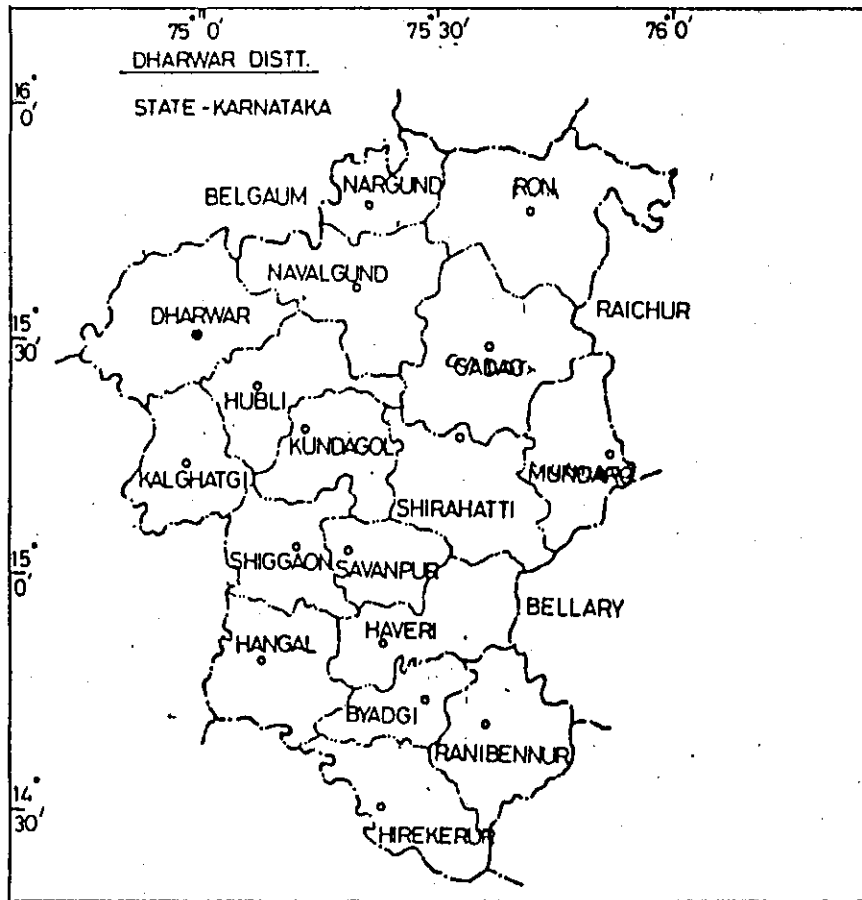 75° 0'
75° 30'
76° 0'
DHARWAR DISTT.
16° 0'
STATE - KARNATAKA
NARGUND
RON
BELGAUM
NAVALGUND
RAICHUR
DHARWAR
15° 30'
GADAG
HUBLI
KUNDAGOL
KALGHATGI
MUNDARG
SHIRAHATTI
15° 0'
SHIGGAON
SAVANPUR
BELLARY
HAVERI
HANGAL
BYADGI
RANIBENNUR
14° 30'
HIREKERUR